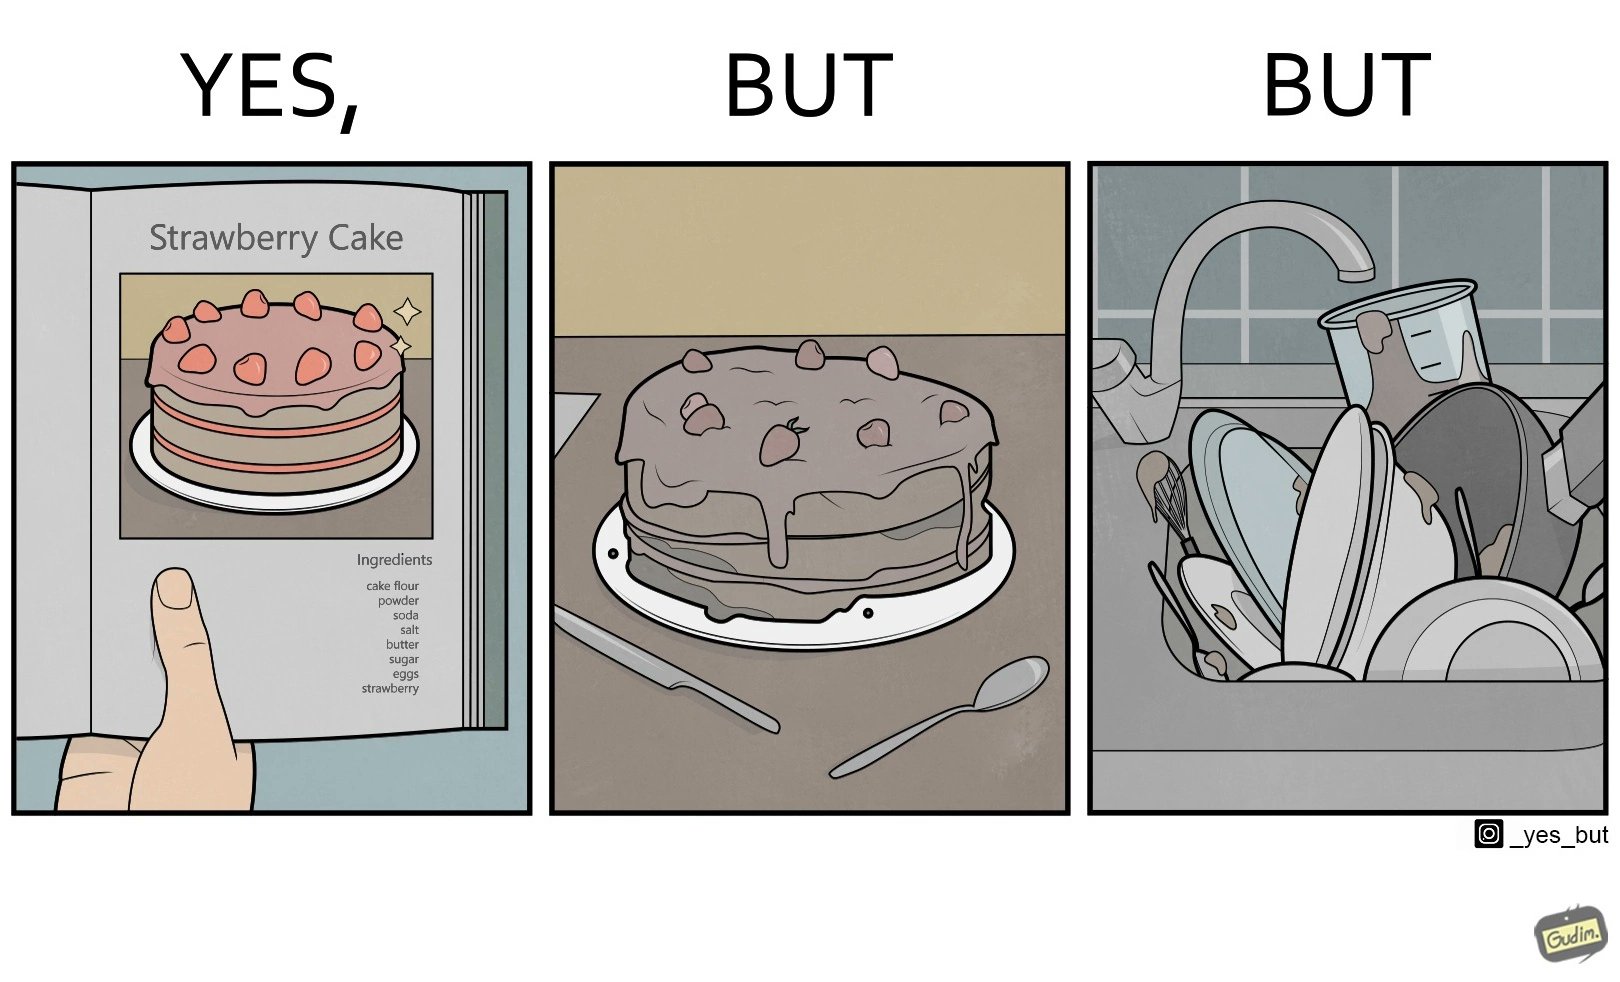 YES,
BUT
BUT
Strawberry Cake
Ingredients
cake flour
powder
soda
salt
butter
sugar
eggs
strawberry
_yes_but
Gudim.